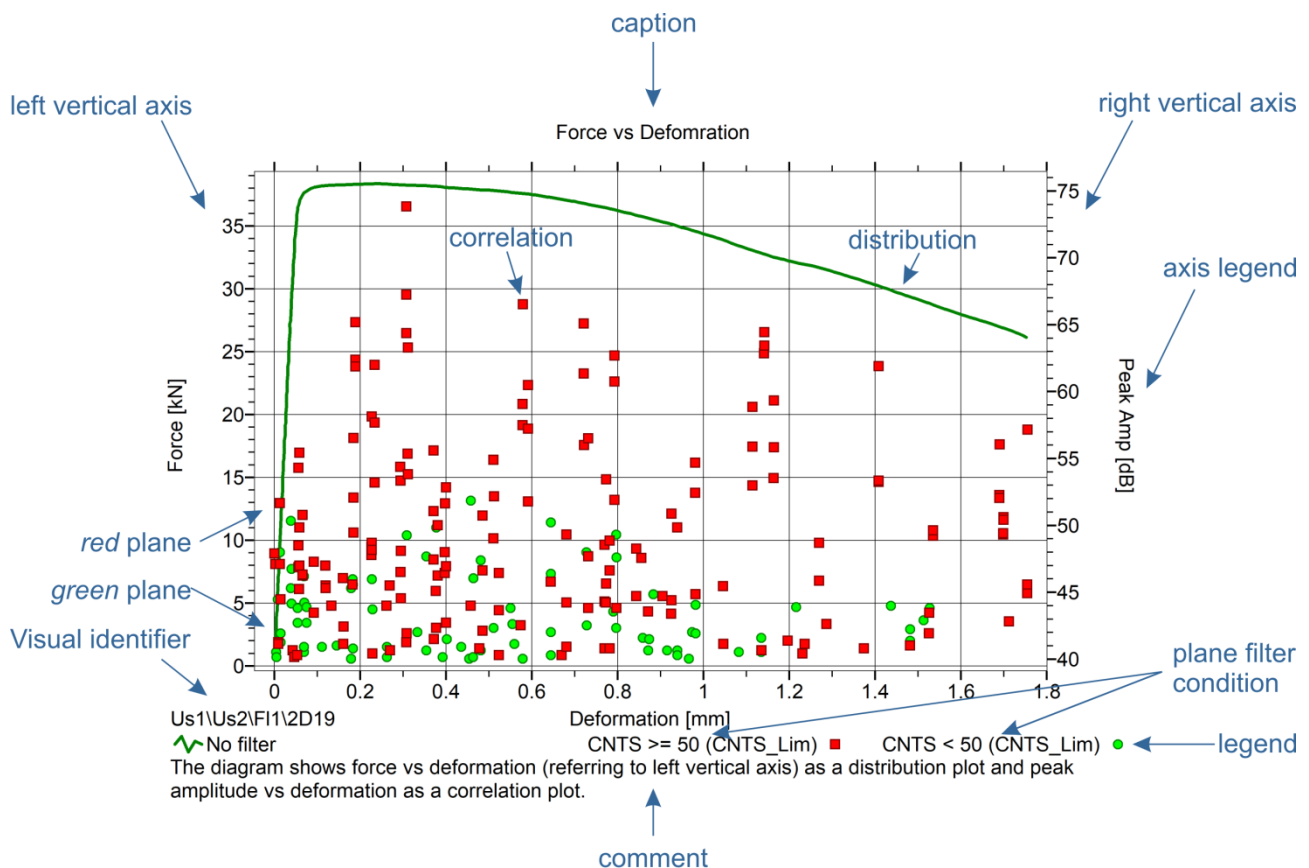 caption
left vertical axis
right vertical axis
Force vs Defomration
75
35
70
correlation
distribution
axis legend
30
65
25
60
Force [kN]
Peak Amp [dB]
20
55
15
50
red plane
10
45
green plane
5
Visual identifier
0
40
plane filter
condition
0 0.2 0.4 0.6 0.8 1 1.2 1.4 1.6 1.8
Us1\Us2\FI1\2D19
Deformation [mm]
No filter
CNTS >= 50 (CNTS_Lim)
CNTS < 50 (CNTS_Lim)
legend
The diagram shows force vs deformation (referring to left vertical axis) as a distribution plot and peak
amplitude vs deformation as a correlation plot.
comment